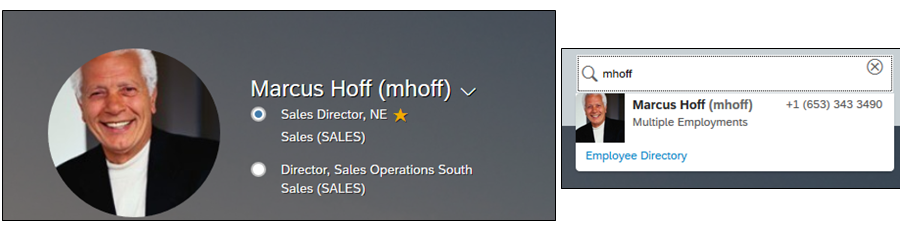 Marcus Hoff (mhoff)
Sales Director, NE
Sales (SALES)
Director, Sales Operations South
Sales (SALES)
mhoff
Marcus Hoff (mhoff) +1 (653) 343 3490
Multiple Employments
Employee Directory